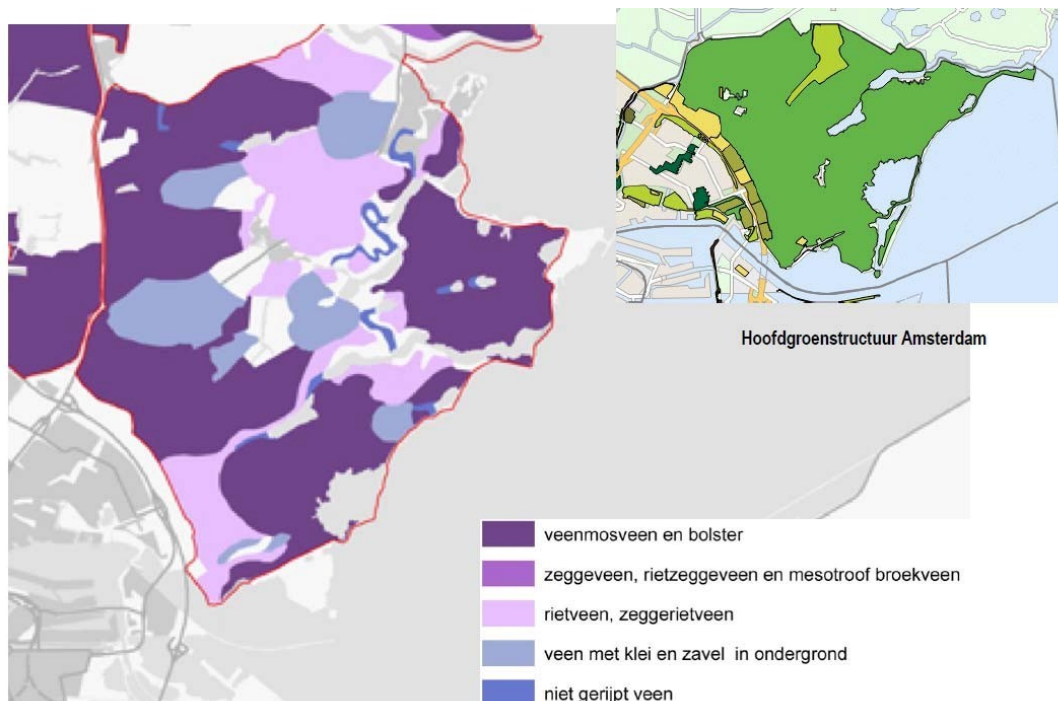 Hoofdgroenstructuur Amsterdam
veenmosveen en bolster
zeggeveen, rietzeggeveen en mesotroof broekveen
rietveen, zeggerietveen
veen met klei en zavel in ondergrond
niet gerijpt veen